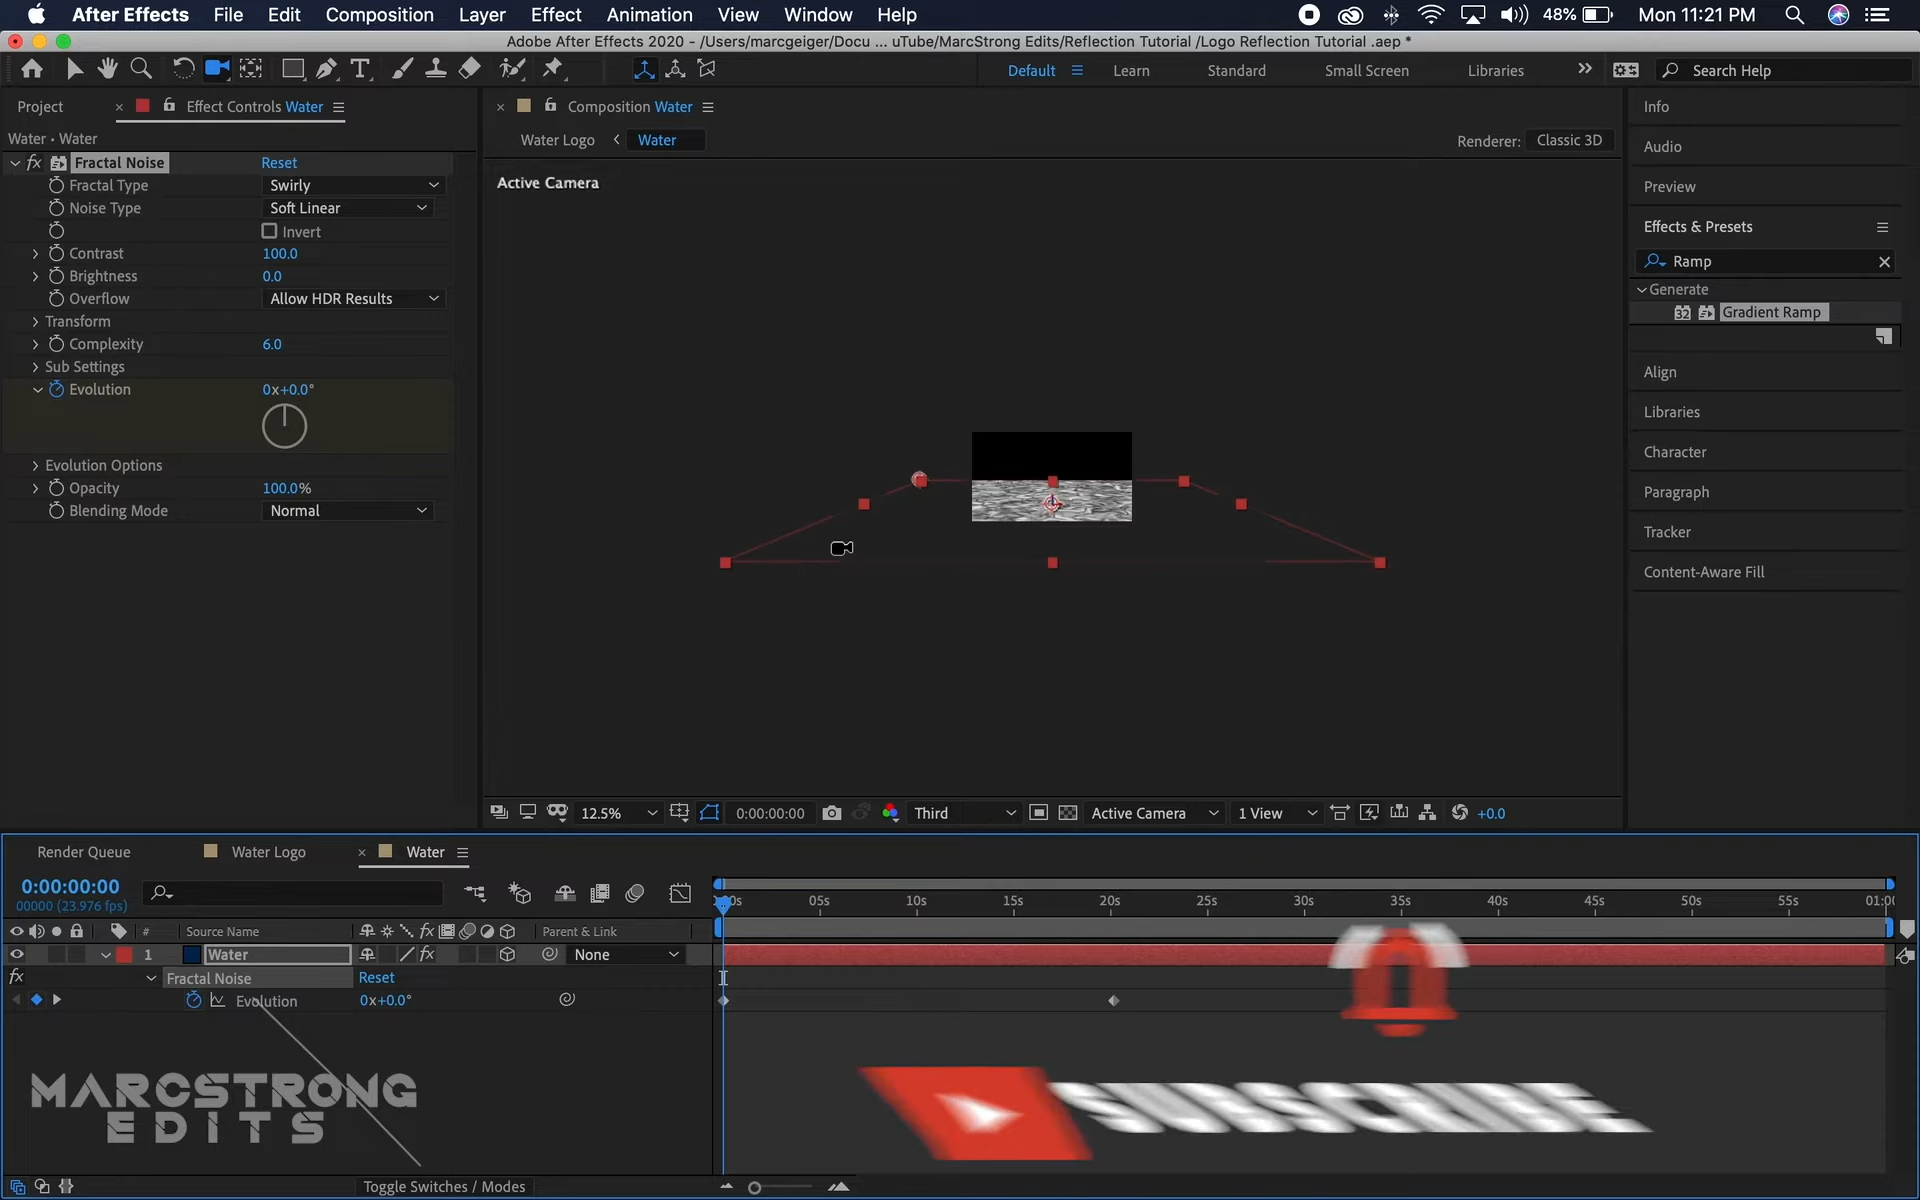 After Effects File Edit Composition Layer Effect Animation View Window Help 48% Mon 11:21 PM
Adobe After Effects 2020 - /Users/marcgeiger/Docu ... uTube/MarcStrong Edits/Reflection Tutorial /Logo Reflection Tutorial .aep *
Default Learn Standard Small Screen Libraries Search Help
Project Effect Controls Water
Composition Water
Info
Water • Water
Water Logo Water
Renderer: Classic 3D
Audio
fx Fractal Noise Reset
Fractal Type Swirly
Active Camera
Preview
Noise Type Soft Linear
Invert
Effects & Presets
Contrast 100.0
Ramp
Brightness 0.0
Generate
Overflow Allow HDR Results
32 Gradient Ramp
Transform
Complexity 6.0
Sub Settings
Align
Evolution 0x+0.0°
Libraries
Character
Evolution Options
Opacity 100.0%
Paragraph
Blending Mode Normal
Tracker
Content-Aware Fill
12.5% 0:00:00:00 Third Active Camera 1 View +0.0
Render Queue Water Logo Water
0:00:00:00
00000 (23.976 fps)
05s 10s 15s 20s 25s 30s 35s 40s 45s 50s 55s
# Source Name fx Parent & Link
1 Water fx None
fx Fractal Noise Reset
Evolution 0x+0.0°
MARCSTRONG
EDITS
SUBSCRIBE
Toggle Switches / Modes